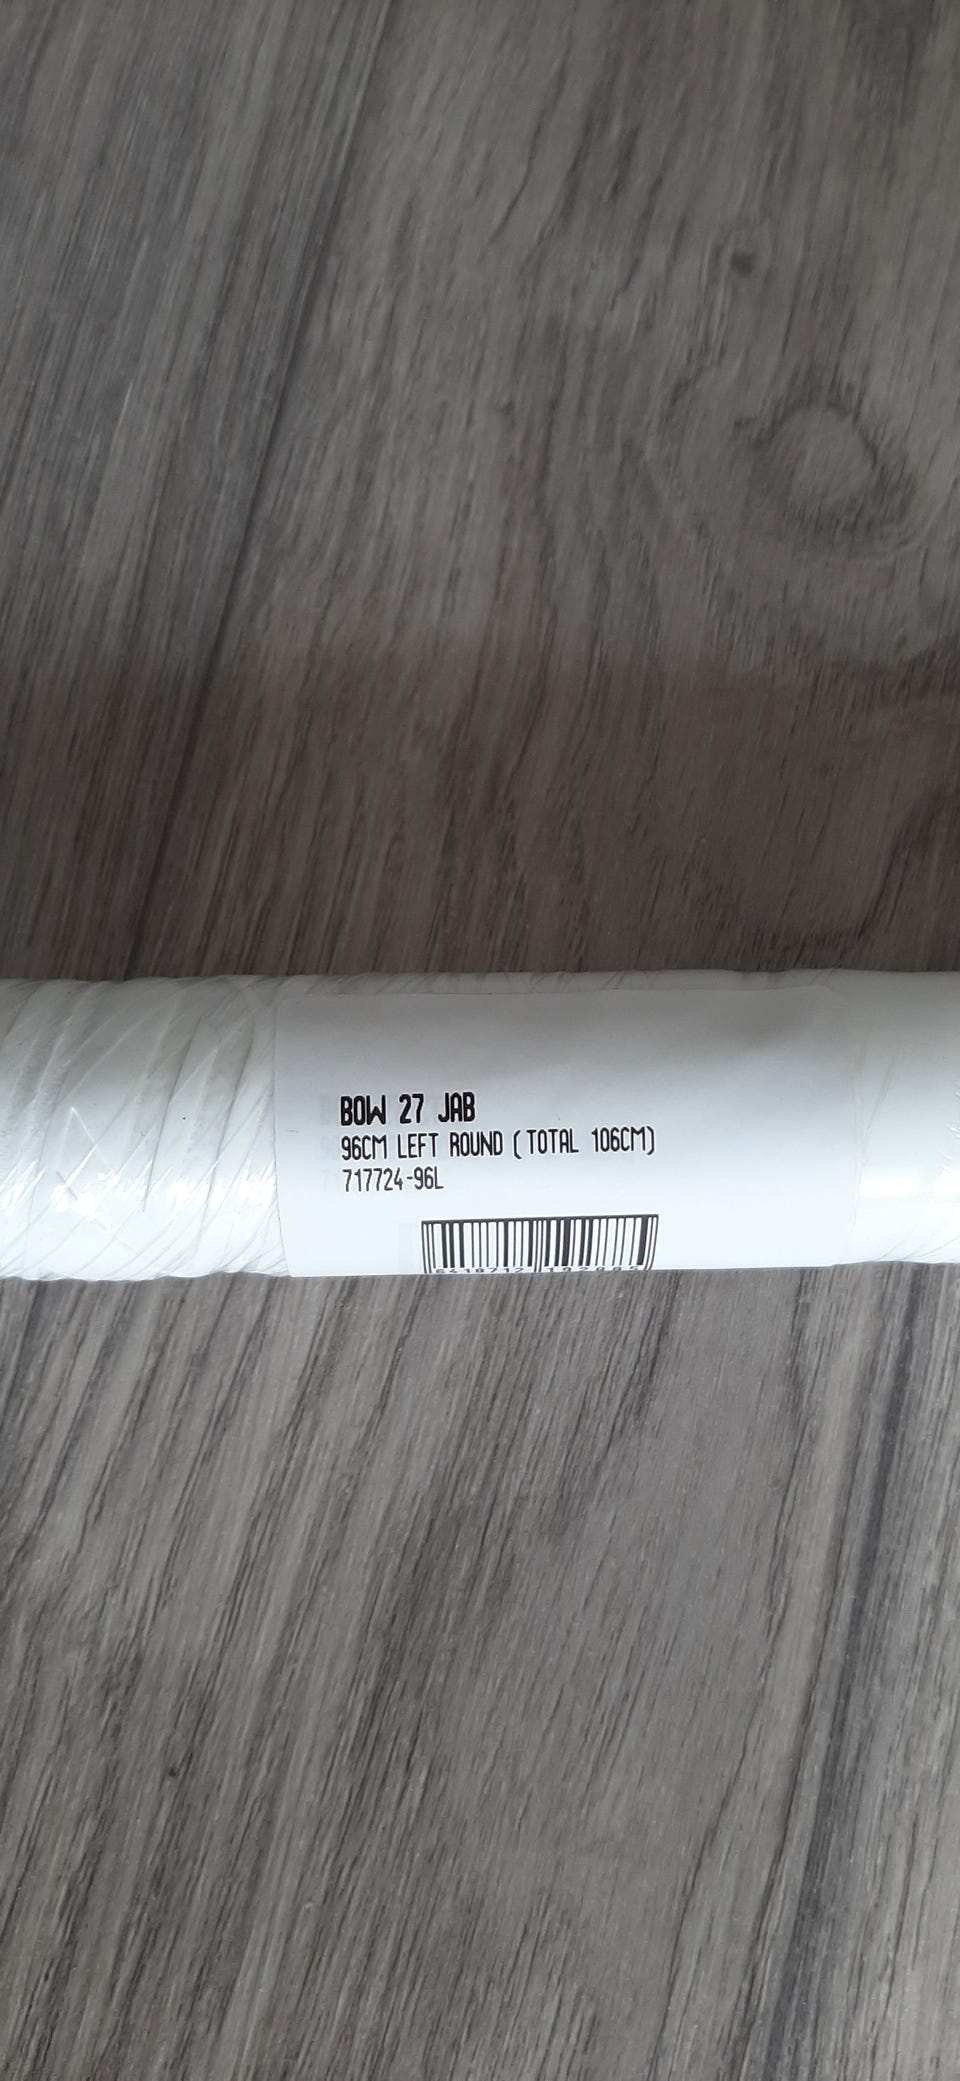 BOW 27 JAB
96CM LEFT ROUND (TOTAL 106CM)
717724-96L